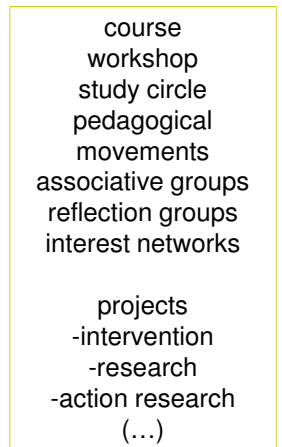 course
workshop
study circle
pedagogical
movements
associative groups
reflection groups
interest networks
projects
-intervention
-research
-action research
(…)